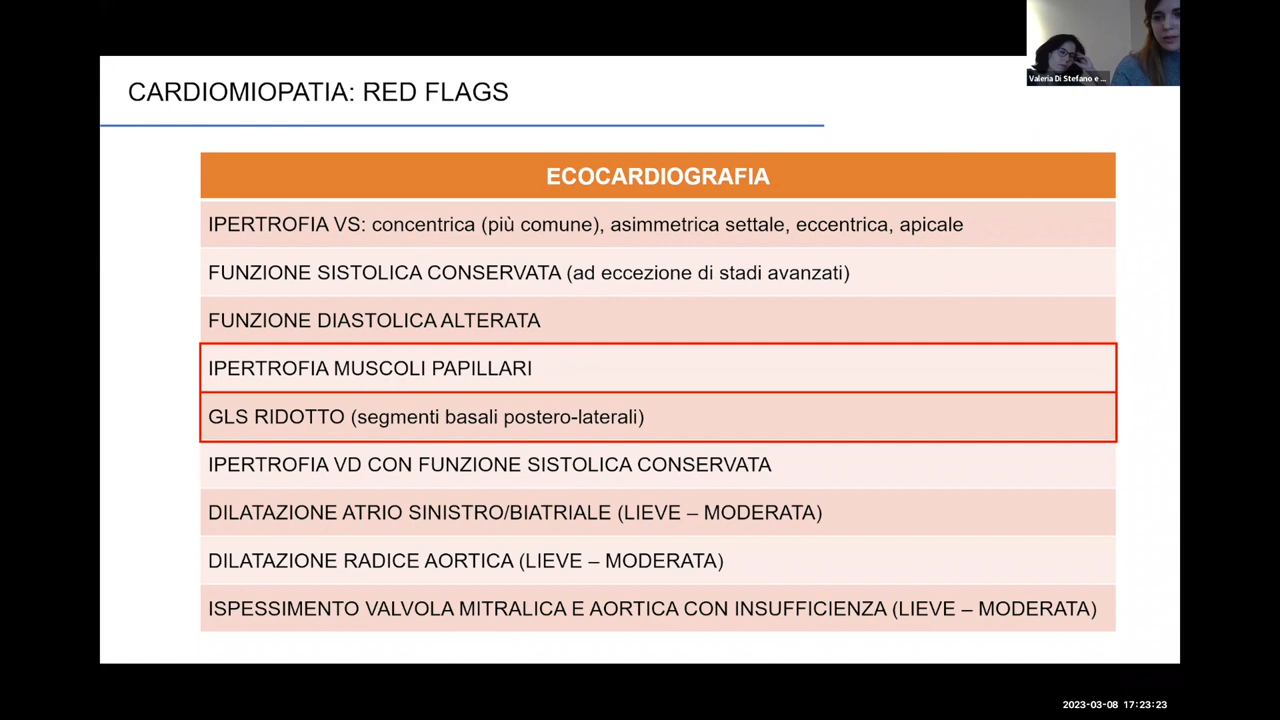 Valeria Di Stefano e ...
CARDIOMIOPATIA: RED FLAGS
ECOCARDIOGRAFIA
IPERTROFIA VS: concentrica (più comune), asimmetrica settale, eccentrica, apicale
FUNZIONE SISTOLICA CONSERVATA (ad eccezione di stadi avanzati)
FUNZIONE DIASTOLICA ALTERATA
IPERTROFIA MUSCOLI PAPILLARI
GLS RIDOTTO (segmenti basali postero-laterali)
IPERTROFIA VD CON FUNZIONE SISTOLICA CONSERVATA
DILATAZIONE ATRIO SINISTRO/BIATRIALE (LIEVE – MODERATA)
DILATAZIONE RADICE AORTICA (LIEVE – MODERATA)
ISPESSIMENTO VALVOLA MITRALICA E AORTICA CON INSUFFICIENZA (LIEVE – MODERATA)
2023-03-08 17:23:23